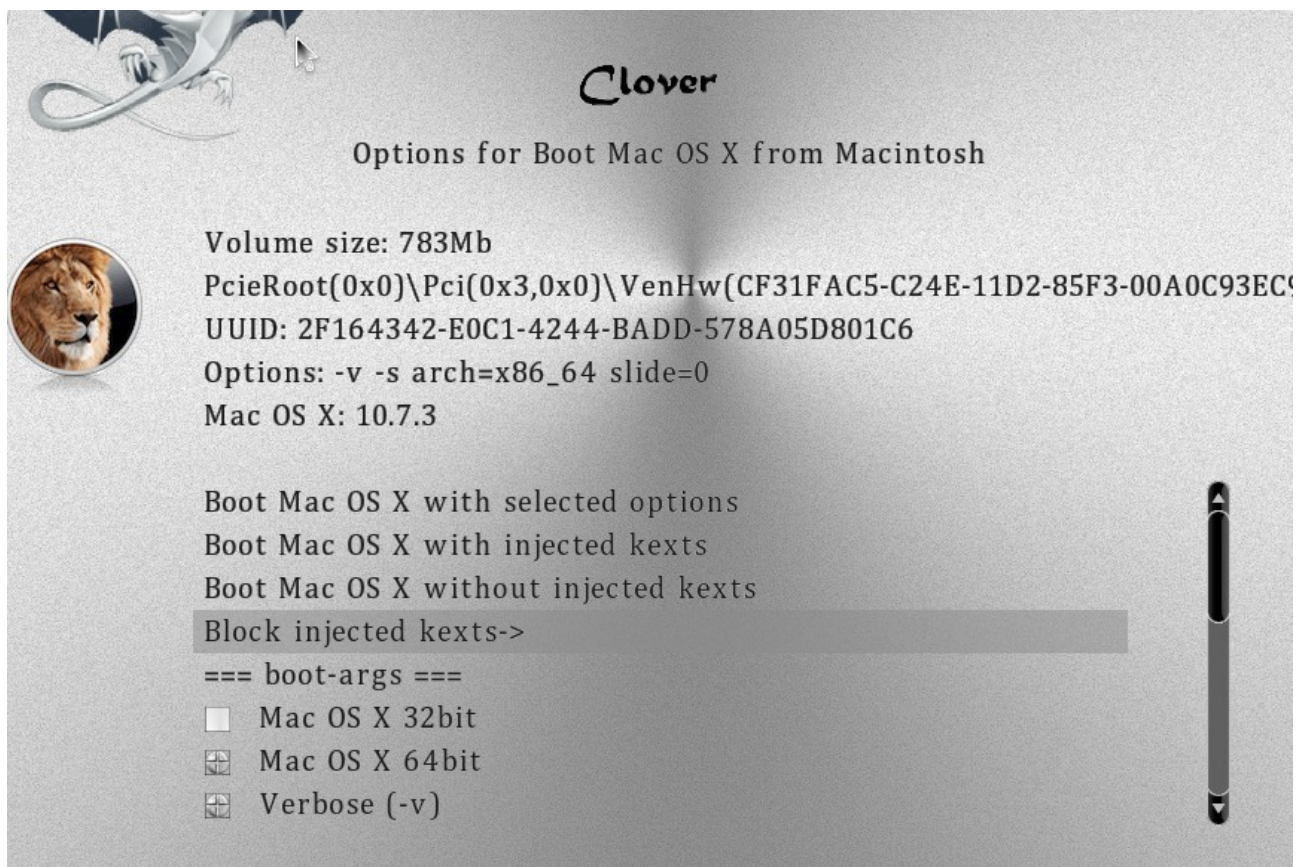 Clover
Options for Boot Mac OS X from Macintosh
Volume size: 783Mb
PcieRoot(0x0)\Pci(0x3,0x0)\VenHw(CF31FAC5-C24E-11D2-85F3-00A0C93EC9
UUID: 2F164342-E0C1-4244-BADD-578A05D801C6
Options: -v -s arch=x86_64 slide=0
Mac OS X: 10.7.3
Boot Mac OS X with selected options
Boot Mac OS X with injected kexts
Boot Mac OS X without injected kexts
Block injected kexts->
=== boot-args ===
Mac OS X 32bit
Mac OS X 64bit
Verbose (-v)